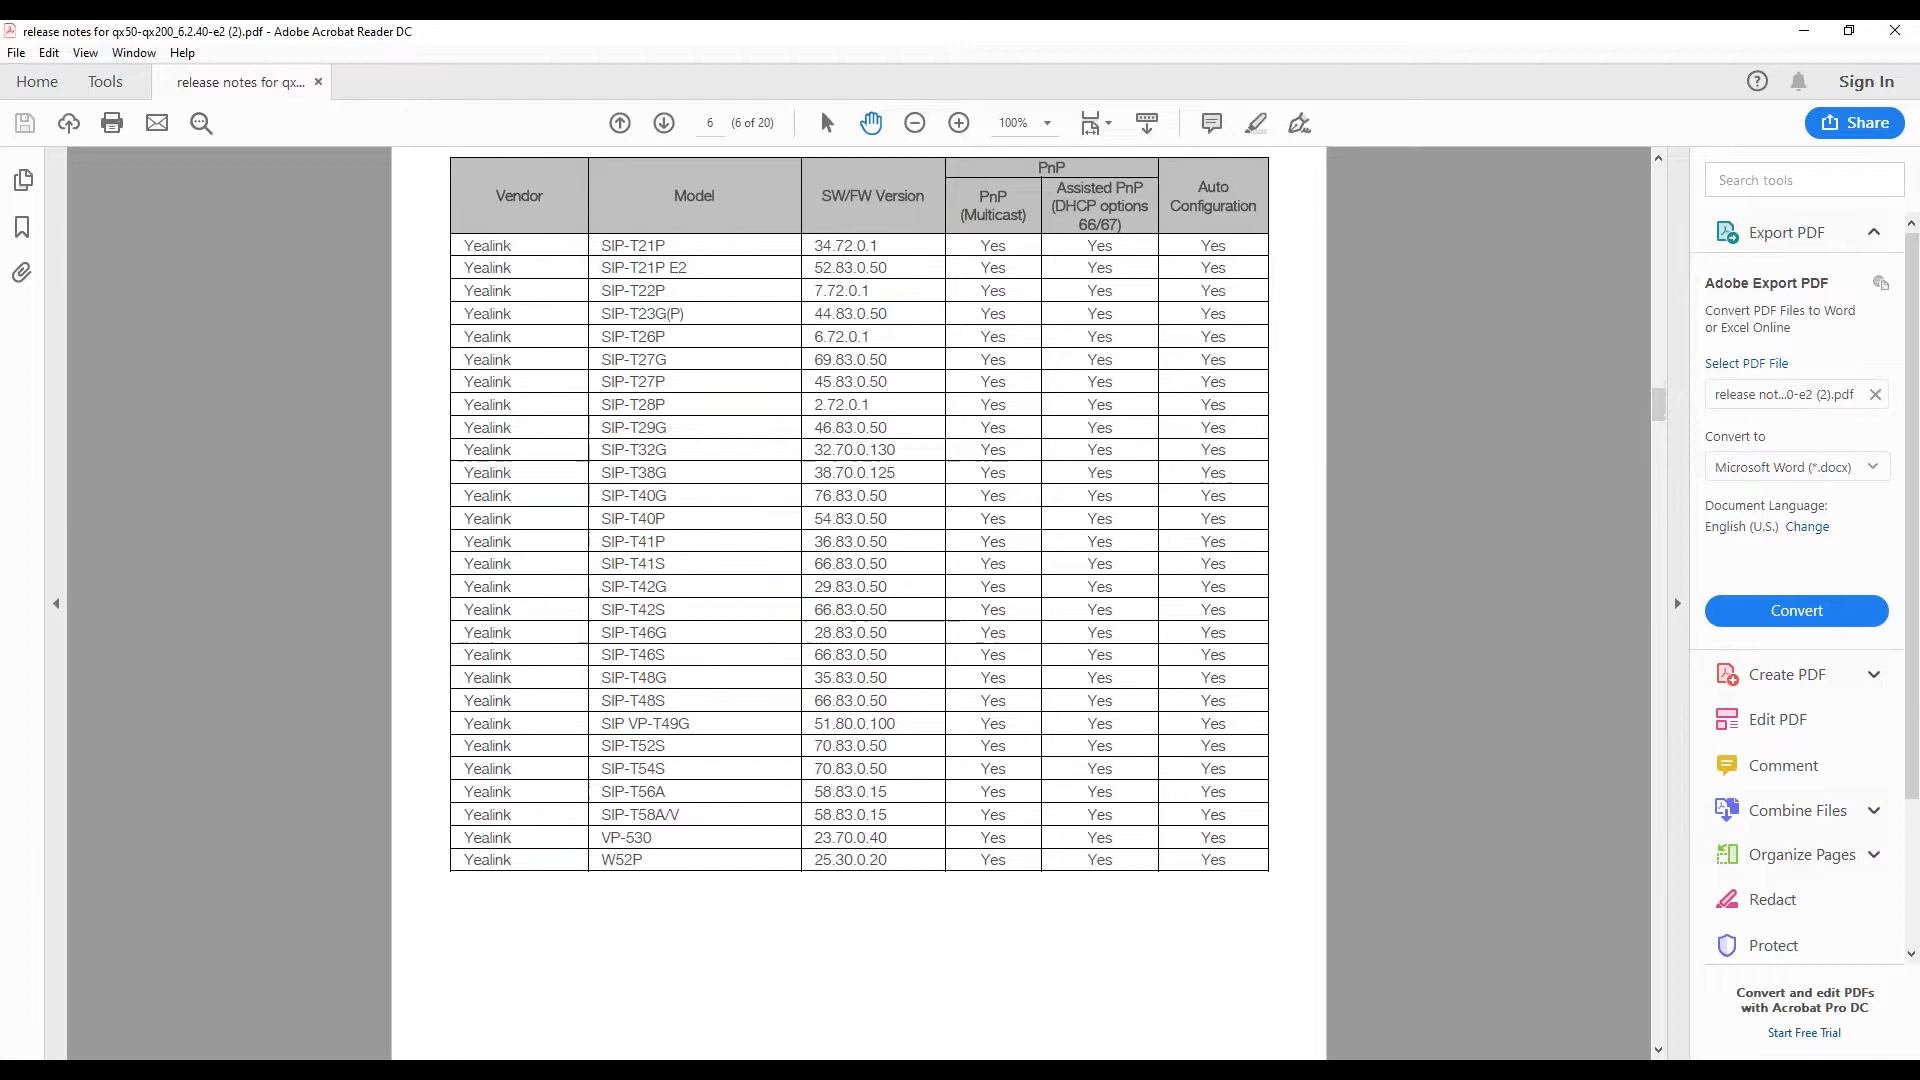 release notes for qx50-qx200_6.2.40-e2 (2).pdf - Adobe Acrobat Reader DC
File Edit View Window Help
Home Tools release notes for qx... × Sign In
6 (6 of 20) 100% Share
Search tools
Export PDF
Adobe Export PDF
Convert PDF Files to Word
or Excel Online
Select PDF File
release not...0-e2 (2).pdf
Convert to
Microsoft Word (*.docx)
Document Language:
English (U.S.) Change
Convert
Create PDF
Edit PDF
Comment
Combine Files
Organize Pages
Redact
Protect
Convert and edit PDFs
with Acrobat Pro DC
Start Free Trial
PnP
Vendor Model SW/FW Version PnP (Multicast) Assisted PnP (DHCP options 66/67) Auto Configuration
Yealink SIP-T21P 34.72.0.1 Yes Yes Yes
Yealink SIP-T21P E2 52.83.0.50 Yes Yes Yes
Yealink SIP-T22P 7.72.0.1 Yes Yes Yes
Yealink SIP-T23G(P) 44.83.0.50 Yes Yes Yes
Yealink SIP-T26P 6.72.0.1 Yes Yes Yes
Yealink SIP-T27G 69.83.0.50 Yes Yes Yes
Yealink SIP-T27P 45.83.0.50 Yes Yes Yes
Yealink SIP-T28P 2.72.0.1 Yes Yes Yes
Yealink SIP-T29G 46.83.0.50 Yes Yes Yes
Yealink SIP-T32G 32.70.0.130 Yes Yes Yes
Yealink SIP-T38G 38.70.0.125 Yes Yes Yes
Yealink SIP-T40G 76.83.0.50 Yes Yes Yes
Yealink SIP-T40P 54.83.0.50 Yes Yes Yes
Yealink SIP-T41P 36.83.0.50 Yes Yes Yes
Yealink SIP-T41S 66.83.0.50 Yes Yes Yes
Yealink SIP-T42G 29.83.0.50 Yes Yes Yes
Yealink SIP-T42S 66.83.0.50 Yes Yes Yes
Yealink SIP-T46G 28.83.0.50 Yes Yes Yes
Yealink SIP-T46S 66.83.0.50 Yes Yes Yes
Yealink SIP-T48G 35.83.0.50 Yes Yes Yes
Yealink SIP-T48S 66.83.0.50 Yes Yes Yes
Yealink SIP VP-T49G 51.80.0.100 Yes Yes Yes
Yealink SIP-T52S 70.83.0.50 Yes Yes Yes
Yealink SIP-T54S 70.83.0.50 Yes Yes Yes
Yealink SIP-T56A 58.83.0.15 Yes Yes Yes
Yealink SIP-T58A/V 58.83.0.15 Yes Yes Yes
Yealink VP-530 23.70.0.40 Yes Yes Yes
Yealink W52P 25.30.0.20 Yes Yes Yes